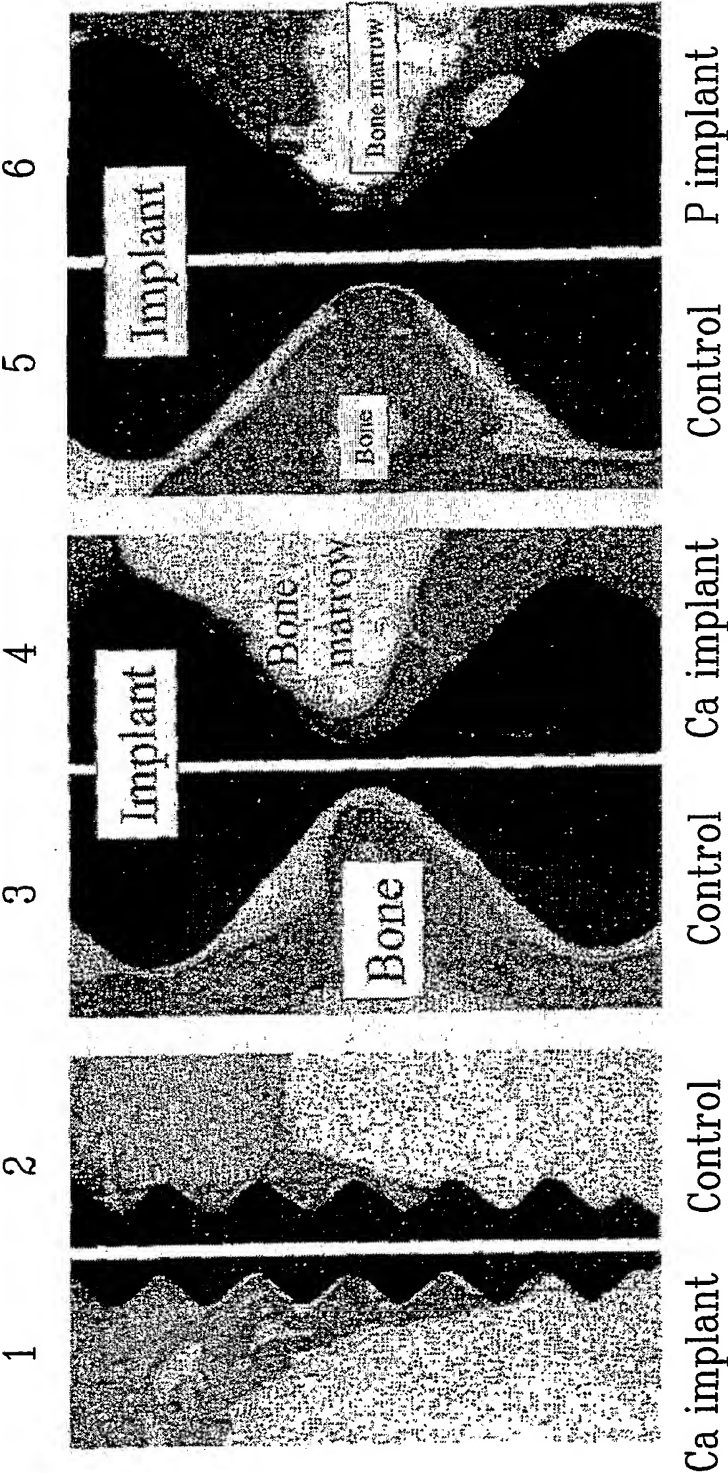 1
2
3
4
5
6
Implant
Implant
Bone
Bone
marrow
Bone
Bone marrow
Ca implant
Control
Control
Ca implant
Control
P implant